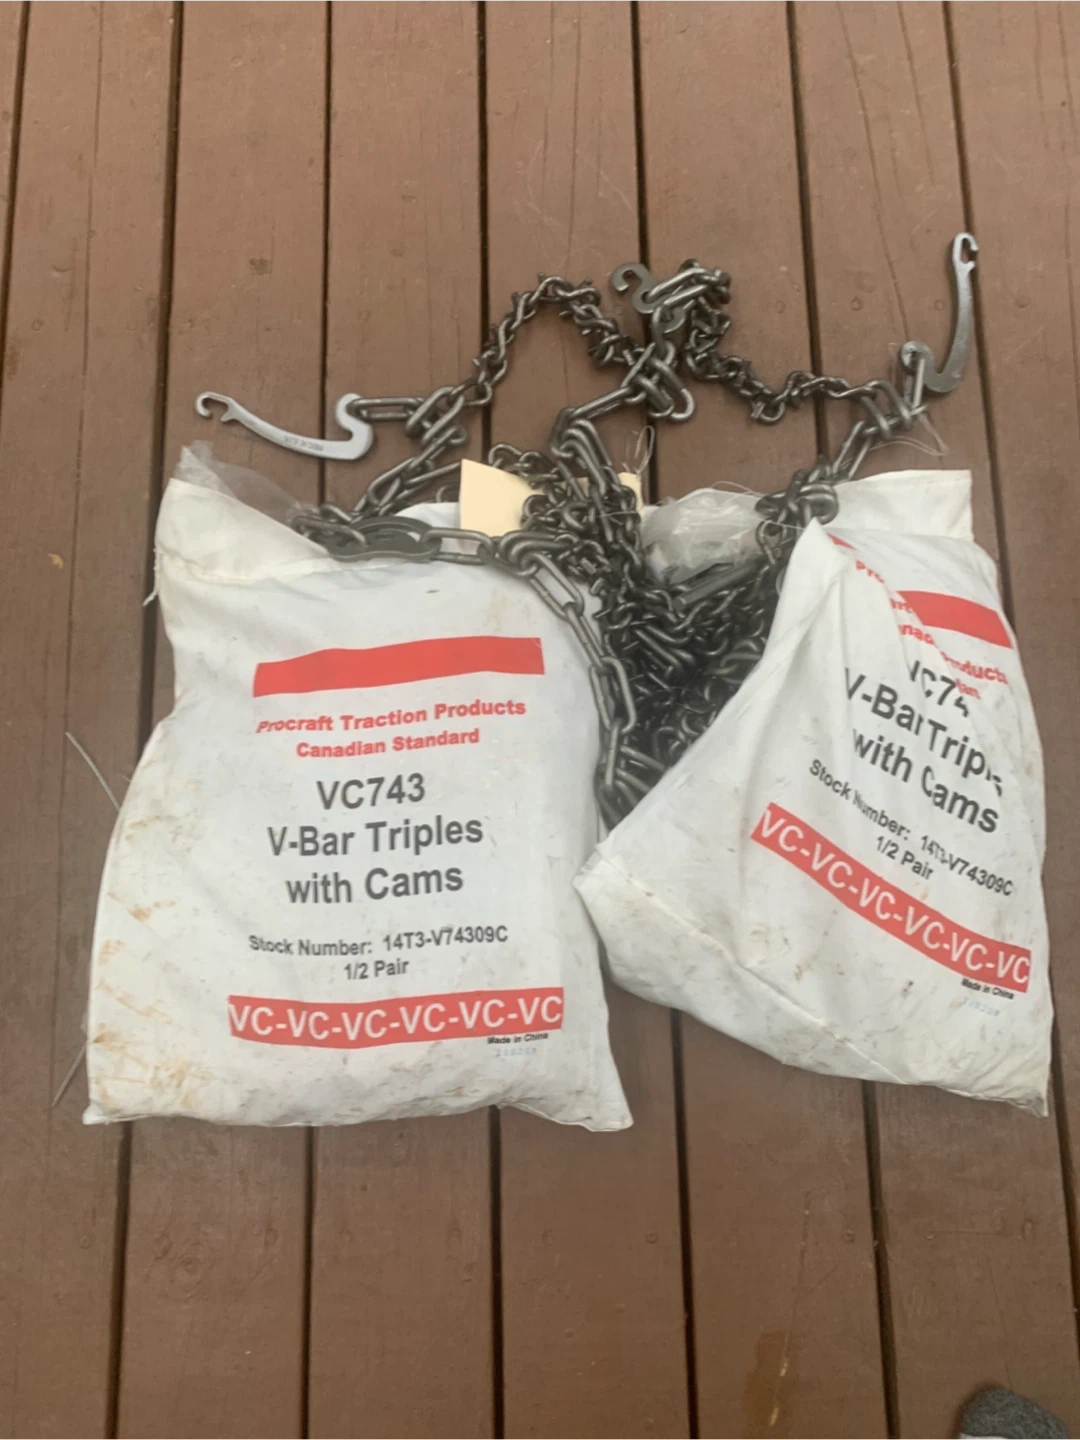 Procraft Traction Products
Canadian Standard
VC743
V-Bar Triples
with Cams
Stock Number: 14T3-V74309C
1/2 Pair
VC-VC-VC-VC-VC-VC
Made in China
VC74
V-Bar Triple
with Cams
Stock Number: 14T3-V74309C
1/2 Pair
VC-VC-VC-VC-VC-VC
Made in China